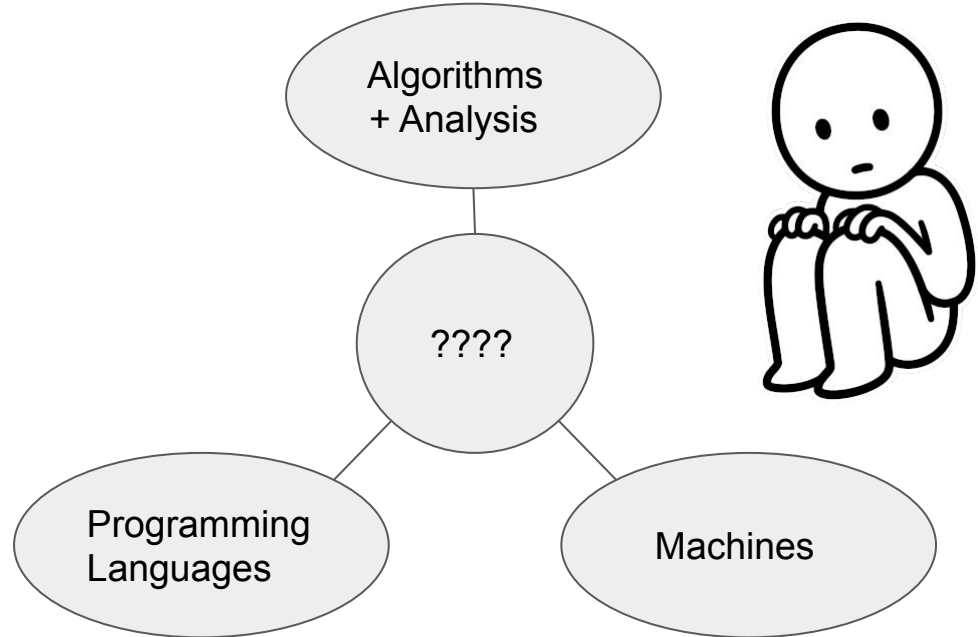 Algorithms
+ Analysis
????
Programming
Languages
Machines